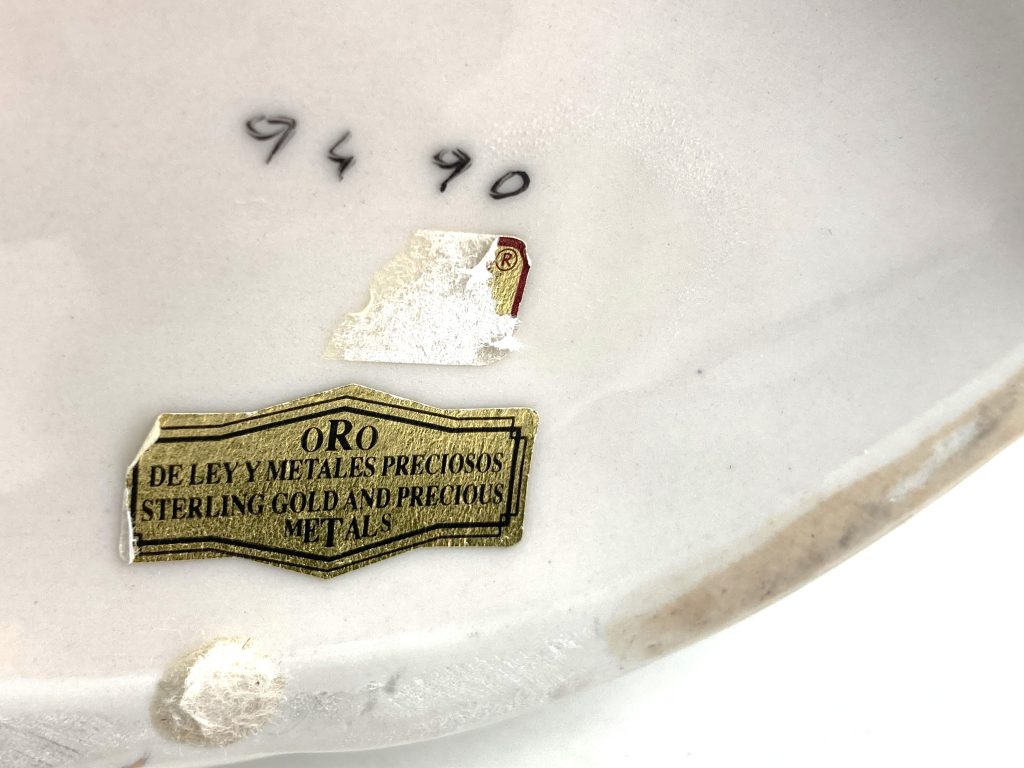 94 90
®
ORO
DE LEY Y METALES PRECIOSOS
STERLING GOLD AND PRECIOUS
METALS